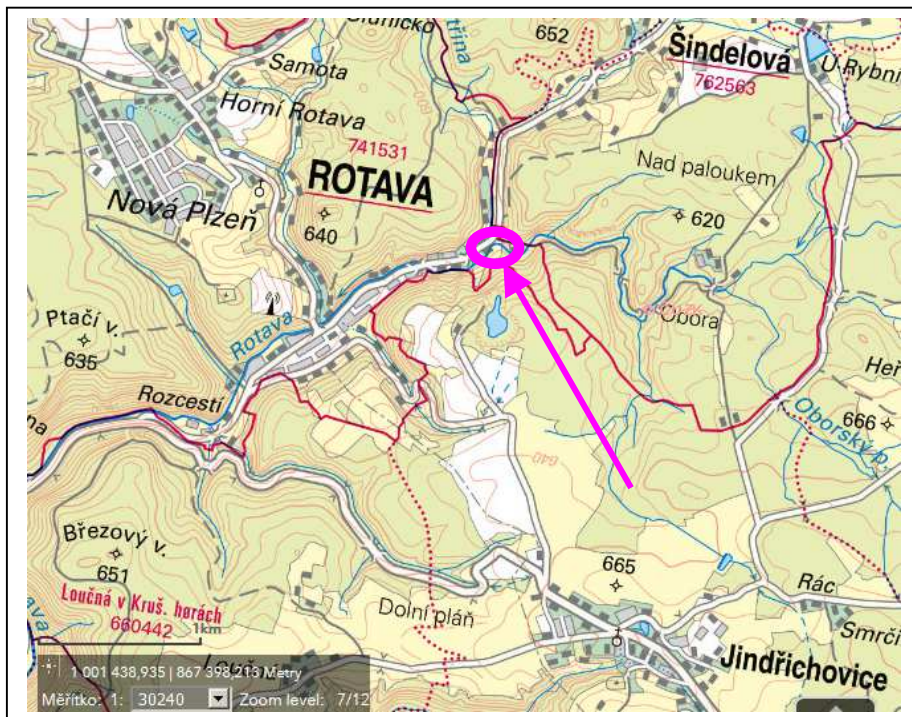 652
Šindelová
762563
Samota
Horní Rotava
741531
ROTAVA
Nad paloukem
Nová Plzeň
640
620
Ptačí v.
635
Rotava
Obora
Rozcestí
666
Oborský p.
640
Březový v.
651
665
Loučná v Kruš. horách
660442
1km
Dolní pláň
Rác
Jindřichovice
1 001 438,935 | 867 398,213 Metry
Měřítko: 1: 30240 Zoom level: 7/12